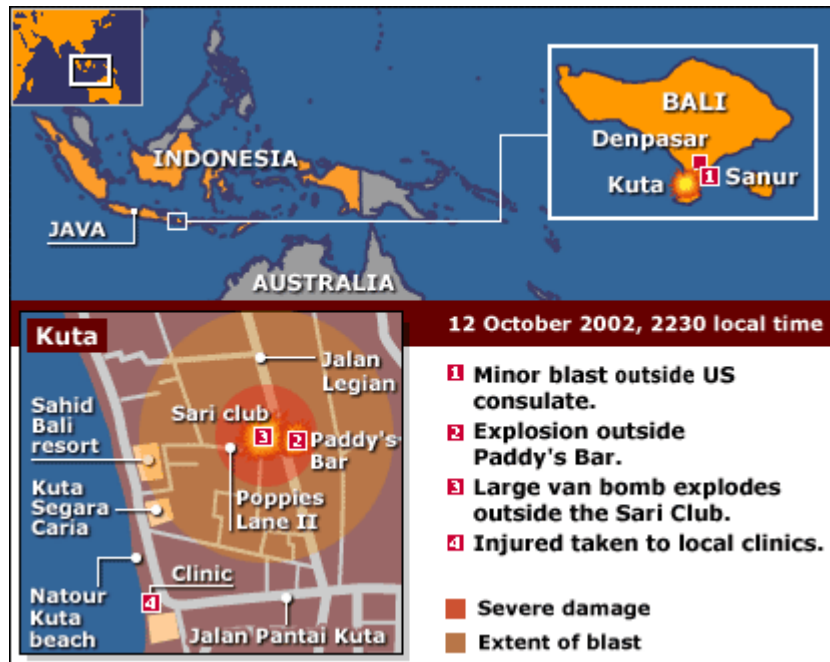 INDONESIA
JAVA
AUSTRALIA
BALI
Denpasar
1
Sanur
Kuta
12 October 2002, 2230 local time
Kuta
Jalan
Legian
Sari club
Sahid
Bali
resort
3
2
Paddy's
Bar
Kuta
Segara
Caria
Poppies
Lane II
Clinic
4
Natour
Kuta
beach
Jalan Pantai Kuta
1 Minor blast outside US
consulate.
2 Explosion outside
Paddy's Bar.
3 Large van bomb explodes
outside the Sari Club.
4 Injured taken to local clinics.
Severe damage
Extent of blast